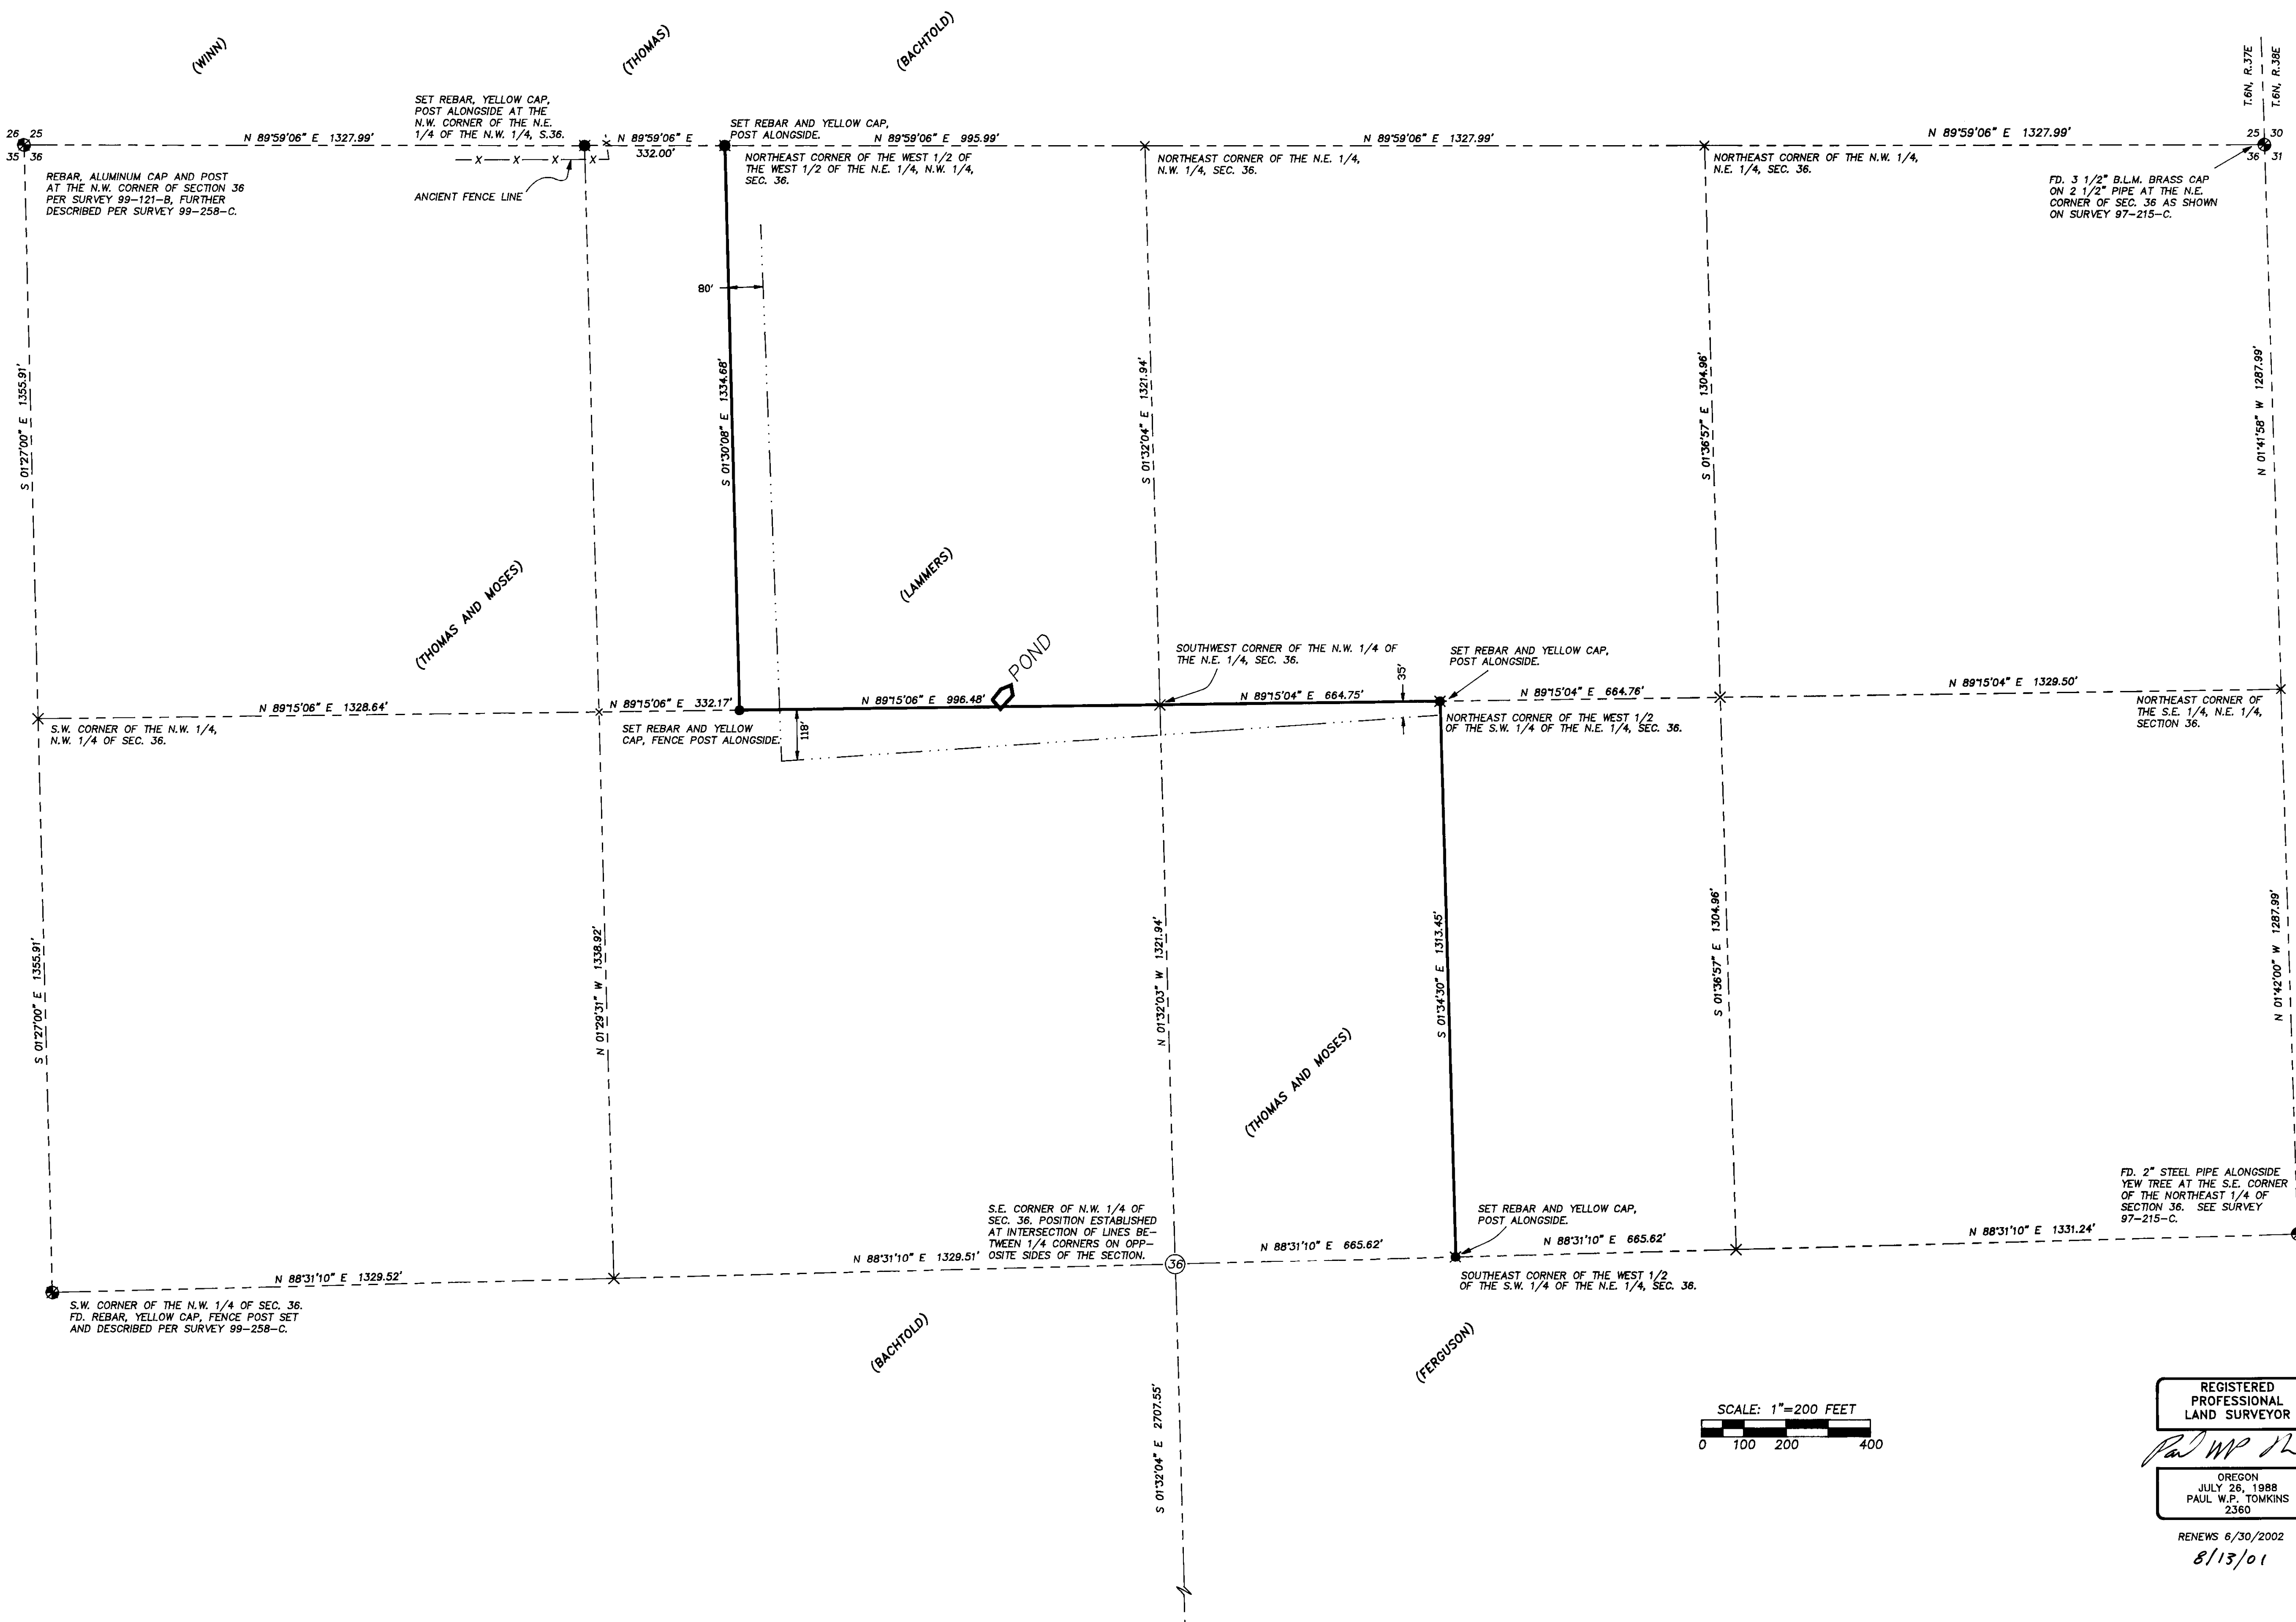 (WINN)
(THOMAS)
(BACHTOLD)
T.6N, R.37E
T.6N, R.38E
26 25
35 36
N 89°59'06" E 1327.99'
SET REBAR, YELLOW CAP,
POST ALONGSIDE AT THE
N.W. CORNER OF THE N.E.
1/4 OF THE N.W. 1/4, S.36.
N 89°59'06" E
332.00'
SET REBAR AND YELLOW CAP,
POST ALONGSIDE.
N 89°59'06" E 995.99'
N 89°59'06" E 1327.99'
N 89°59'06" E 1327.99'
25 30
36 31
X X X X
ANCIENT FENCE LINE
REBAR, ALUMINUM CAP AND POST
AT THE N.W. CORNER OF SECTION 36
PER SURVEY 99-121-B, FURTHER
DESCRIBED PER SURVEY 99-258-C.
NORTHEAST CORNER OF THE WEST 1/2 OF
THE WEST 1/2 OF THE N.E. 1/4, N.W. 1/4,
SEC. 36.
NORTHEAST CORNER OF THE N.E. 1/4,
N.W. 1/4, SEC. 36.
NORTHEAST CORNER OF THE N.W. 1/4,
N.E. 1/4, SEC. 36.
FD. 3 1/2" B.L.M. BRASS CAP
ON 2 1/2" PIPE AT THE N.E.
CORNER OF SEC. 36 AS SHOWN
ON SURVEY 97-215-C.
80'
S 01°27'00" E 1355.91'
S 01°30'08" E 1334.68'
S 01°32'04" E 1321.94'
S 01°36'57" E 1304.96'
N 01°41'58" W 1287.99'
(THOMAS AND MOSES)
(LAMMERS)
POND
SOUTHWEST CORNER OF THE N.W. 1/4 OF
THE N.E. 1/4, SEC. 36.
35'
SET REBAR AND YELLOW CAP,
POST ALONGSIDE.
N 89°15'06" E 1328.64'
N 89°15'06" E 332.17'
N 89°15'06" E 996.48'
N 89°15'04" E 664.75'
N 89°15'04" E 664.76'
N 89°15'04" E 1329.50'
S.W. CORNER OF THE N.W. 1/4,
N.W. 1/4 OF SEC. 36.
SET REBAR AND YELLOW
CAP, FENCE POST ALONGSIDE.
118'
NORTHEAST CORNER OF THE WEST 1/2
OF THE S.W. 1/4 OF THE N.E. 1/4, SEC. 36.
NORTHEAST CORNER OF
THE S.E. 1/4, N.E. 1/4,
SECTION 36.
S 01°27'00" E 1355.91'
N 01°29'31" W 1338.92'
N 01°32'03" W 1321.94'
S 01°34'30" E 1313.45'
S 01°36'57" E 1304.96'
N 01°42'00" W 1287.99'
(THOMAS AND MOSES)
S.E. CORNER OF N.W. 1/4 OF
SEC. 36. POSITION ESTABLISHED
AT INTERSECTION OF LINES BE-
TWEEN 1/4 CORNERS ON OPP-
OSITE SIDES OF THE SECTION.
SET REBAR AND YELLOW CAP,
POST ALONGSIDE.
FD. 2" STEEL PIPE ALONGSIDE
YEW TREE AT THE S.E. CORNER
OF THE NORTHEAST 1/4 OF
SECTION 36. SEE SURVEY
97-215-C.
N 88°31'10" E 1329.52'
N 88°31'10" E 1329.51'
36
N 88°31'10" E 665.62'
N 88°31'10" E 665.62'
N 88°31'10" E 1331.24'
S.W. CORNER OF THE N.W. 1/4 OF SEC. 36.
FD. REBAR, YELLOW CAP, FENCE POST SET
AND DESCRIBED PER SURVEY 99-258-C.
SOUTHEAST CORNER OF THE WEST 1/2
OF THE S.W. 1/4 OF THE N.E. 1/4, SEC. 36.
(BACHTOLD)
(FERGUSON)
S 01°32'04" E 2707.55'
SCALE: 1"=200 FEET
0 100 200 400
REGISTERED
PROFESSIONAL
LAND SURVEYOR
OREGON
JULY 26, 1988
PAUL W.P. TOMKINS
2360
RENEWS 6/30/2002
8/13/01